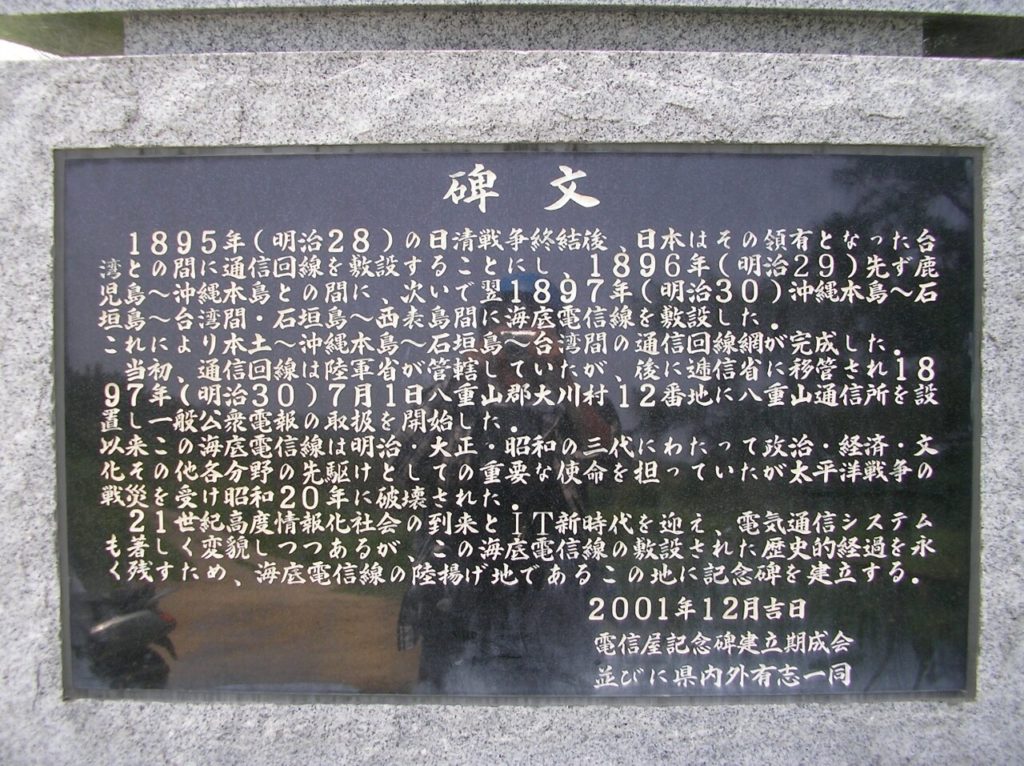 碑文
1895年(明治28)の日清戦争終結後、日本はその領有となった台
湾との間に通信回線を敷設することにし、1896年(明治29)先ず鹿
児島〜沖縄本島との間に、次いで翌1897年(明治30)沖縄本島〜石
垣島〜台湾間・石垣島〜西表島間に海底電信線を敷設した。
これにより本土〜沖縄本島〜石垣島〜台湾間の通信回線網が完成した。
当初、通信回線は陸軍省が管轄していたが、後に逓信省に移管され18
97年(明治30)7月1日八重山郡大川村12番地に八重山通信所を設
置し一般公衆電報の取扱を開始した。
以来この海底電信線は明治・大正・昭和の三代にわたって政治・経済・文
化その他各分野の先駆けとしての重要な使命を担っていたが太平洋戦争の
戦災を受け昭和20年に破壊された。
21世紀高度情報化社会の到来とIT新時代を迎え、電気通信システム
も著しく変貌しつつあるが、この海底電信線の敷設された歴史的経過を永
く残すため、海底電信線の陸揚げ地であるこの地に記念碑を建立する。
2001年12月吉日
電信屋記念碑建立期成会
並びに県内外有志一同